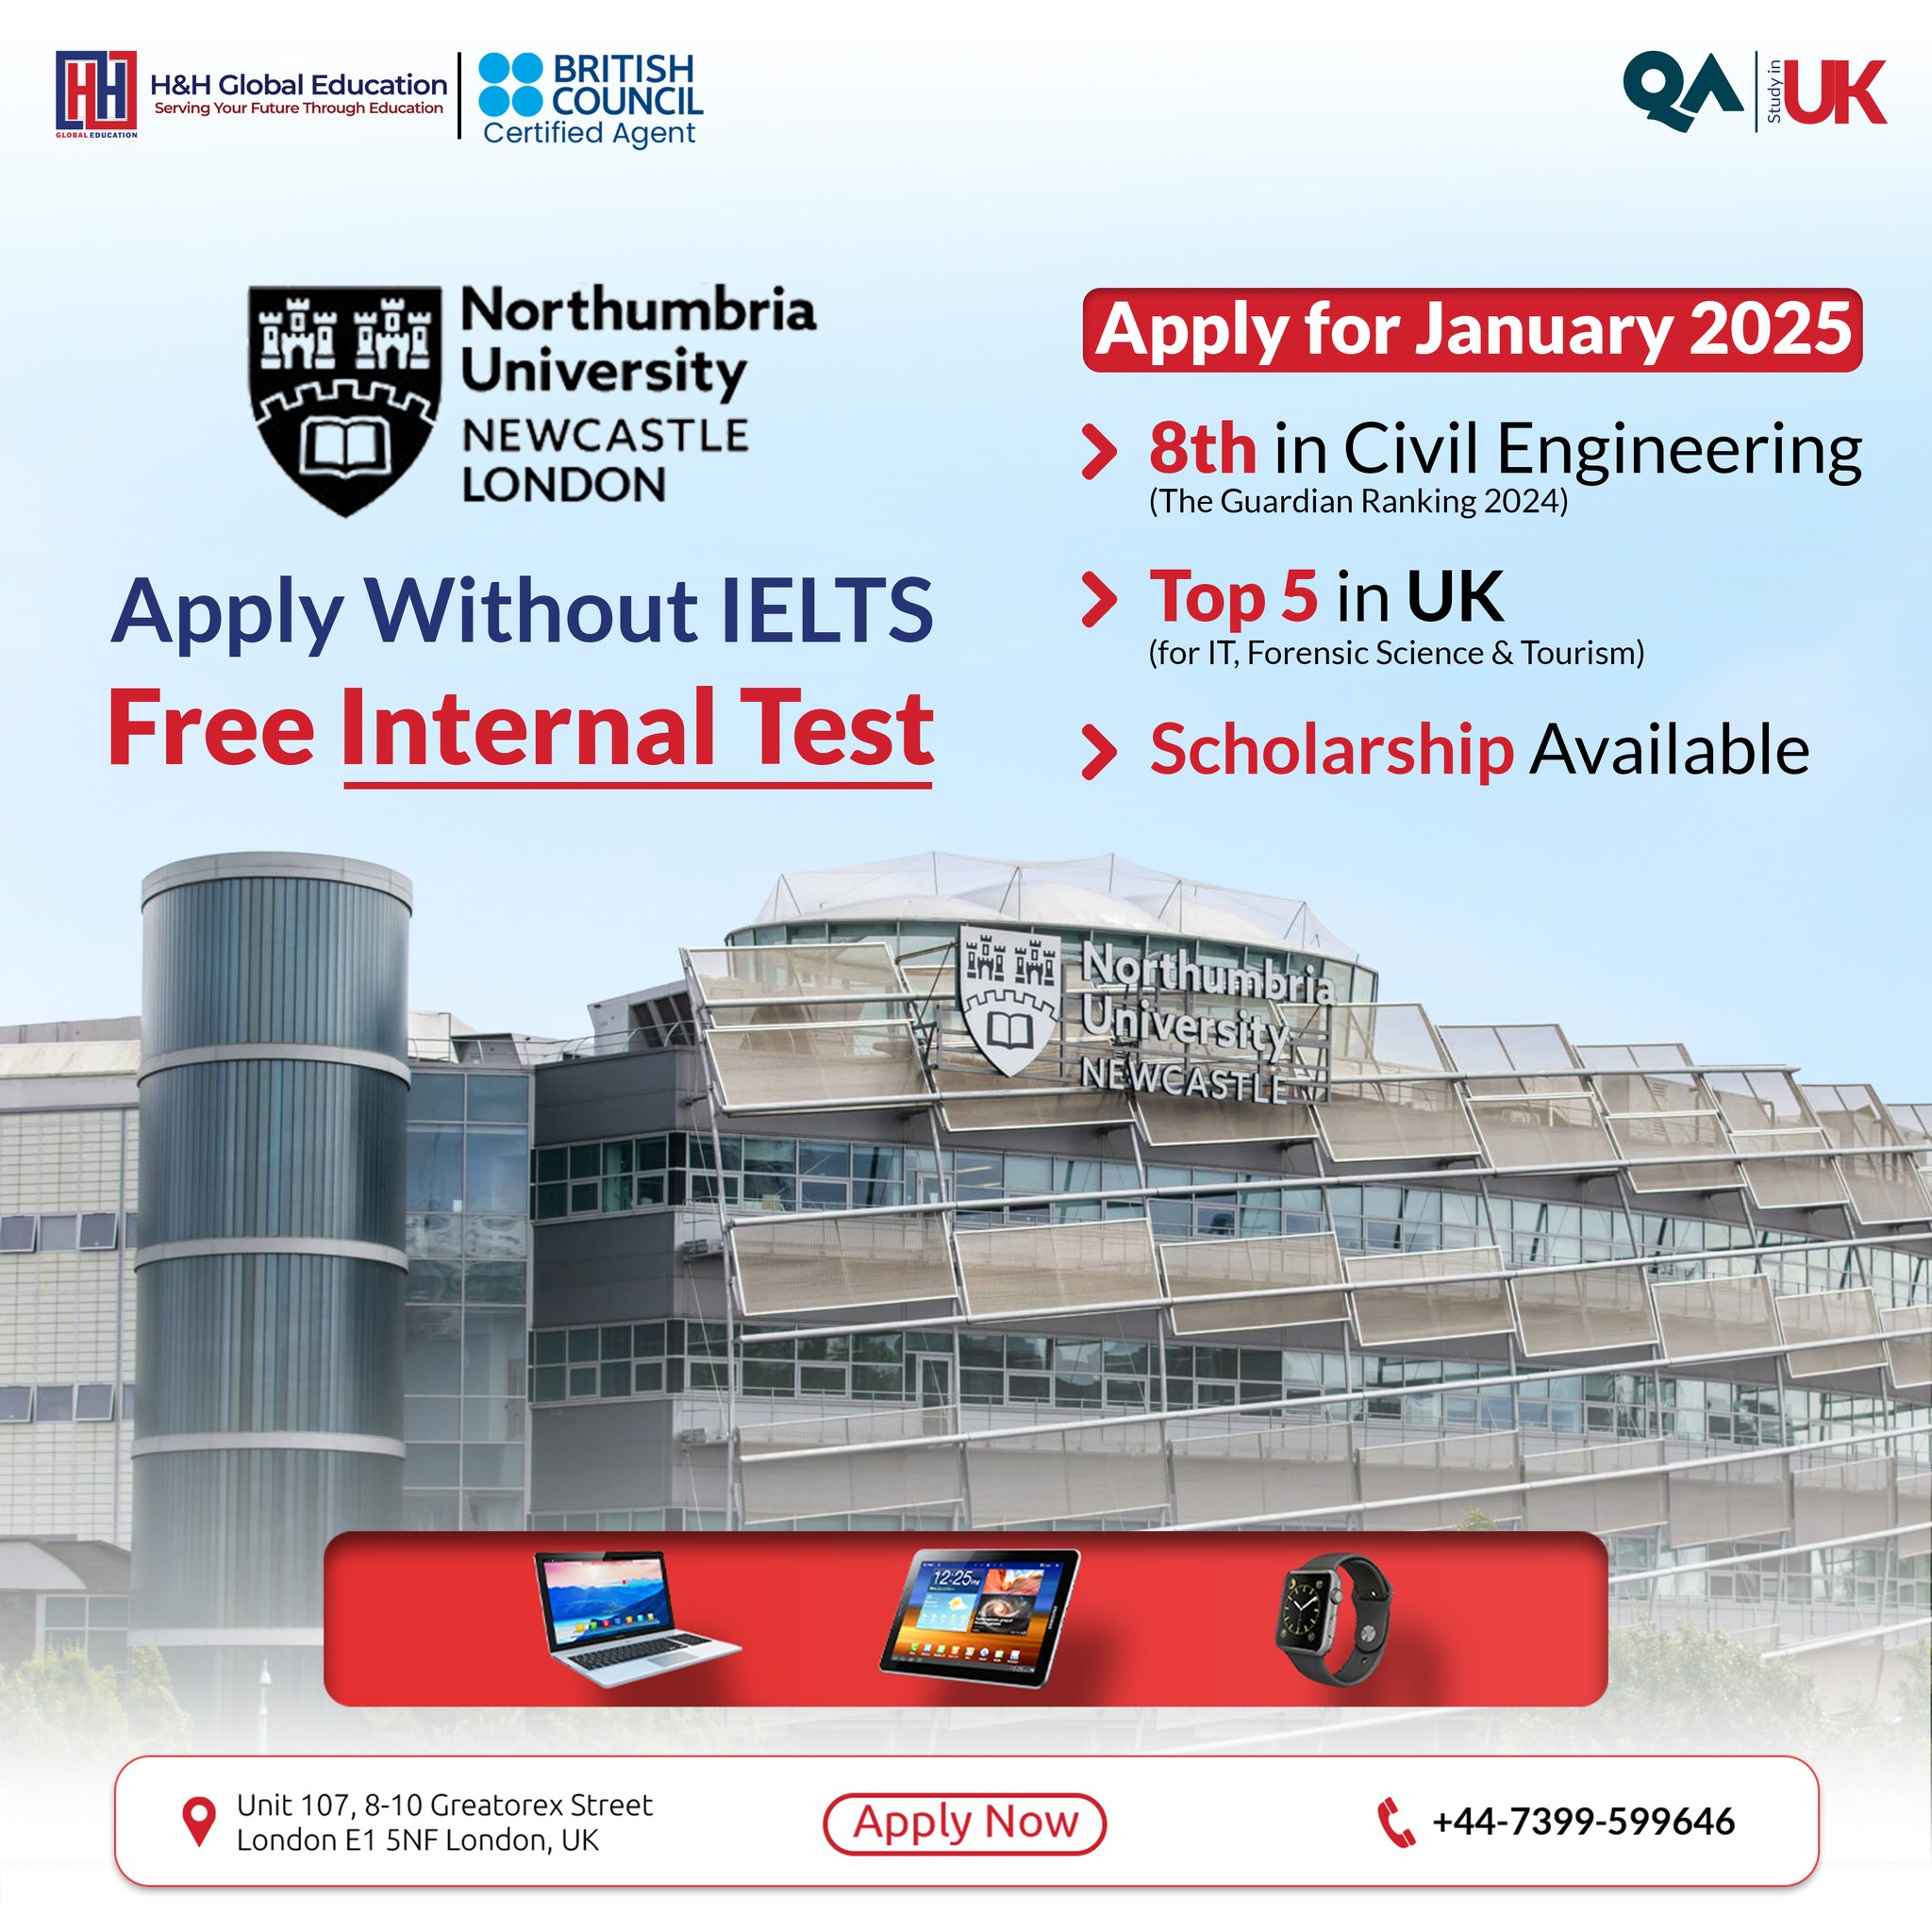 H&H Global Education
Serving Your Future Through Education
GLOBAL EDUCATION
BRITISH
COUNCIL
Certified Agent
QA
Study in UK
Northumbria
University
NEWCASTLE
LONDON
Apply Without IELTS
Free Internal Test
Apply for January 2025
8th in Civil Engineering
(The Guardian Ranking 2024)
Top 5 in UK
(for IT, Forensic Science & Tourism)
Scholarship Available
Northumbria
University
NEWCASTLE
12:25
Unit 107, 8-10 Greatorex Street
London E1 5NF London, UK
Apply Now
+44-7399-599646